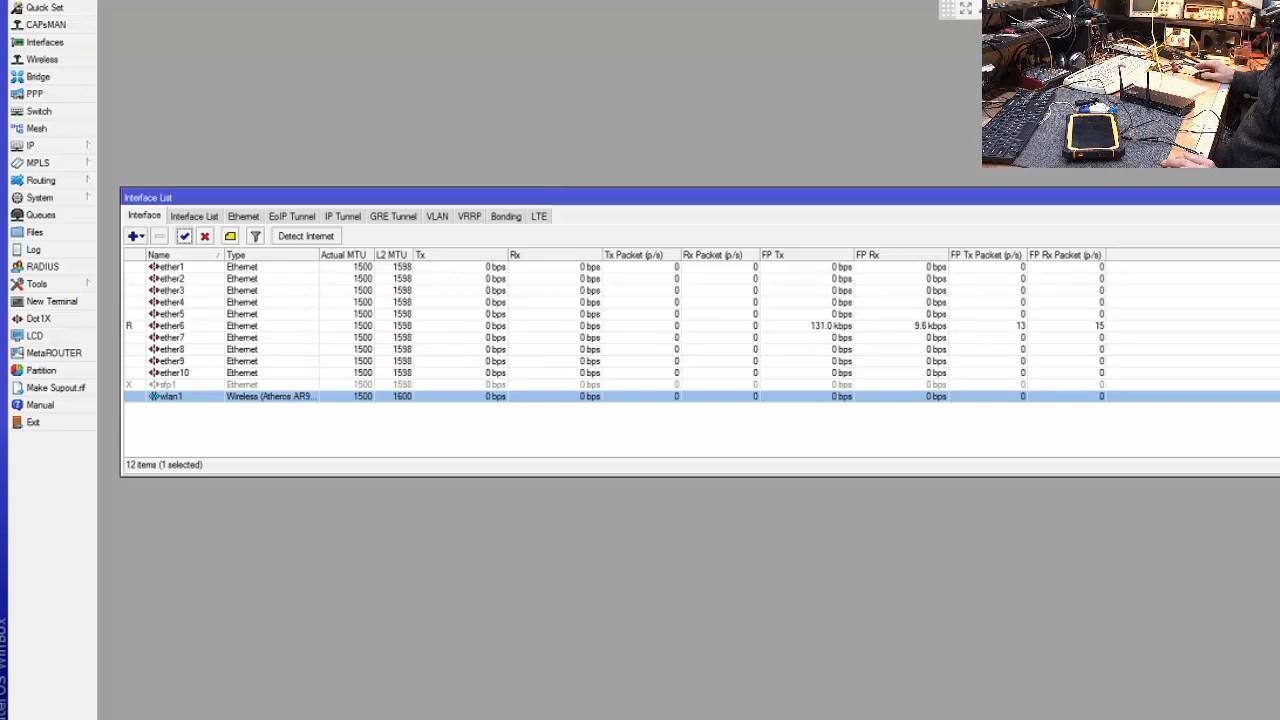 Quick Set
CAPsMAN
Interfaces
Wireless
Bridge
PPP
Switch
Mesh
IP
MPLS
Routing
System
Queues
Files
Log
RADIUS
Tools
New Terminal
Dot1X
LCD
MetaROUTER
Partition
Make Supout.rif
Manual
Exit
Interface List
Interface Interface List Ethernet EoIP Tunnel IP Tunnel GRE Tunnel VLAN VRRP Bonding LTE
Detect Internet
Name Type Actual MTU L2 MTU Tx Rx Tx Packet (p/s) Rx Packet (p/s) FP Tx FP Rx FP Tx Packet (p/s) FP Rx Packet (p/s)
ether1 Ethernet 1500 1598 0 bps 0 bps 0 0 0 bps 0 bps 0 0
ether2 Ethernet 1500 1598 0 bps 0 bps 0 0 0 bps 0 bps 0 0
ether3 Ethernet 1500 1598 0 bps 0 bps 0 0 0 bps 0 bps 0 0
ether4 Ethernet 1500 1598 0 bps 0 bps 0 0 0 bps 0 bps 0 0
ether5 Ethernet 1500 1598 0 bps 0 bps 0 0 0 bps 0 bps 0 0
R ether6 Ethernet 1500 1598 0 bps 0 bps 0 0 131.0 kbps 9.6 kbps 13 15
ether7 Ethernet 1500 1598 0 bps 0 bps 0 0 0 bps 0 bps 0 0
ether8 Ethernet 1500 1598 0 bps 0 bps 0 0 0 bps 0 bps 0 0
ether9 Ethernet 1500 1598 0 bps 0 bps 0 0 0 bps 0 bps 0 0
ether10 Ethernet 1500 1598 0 bps 0 bps 0 0 0 bps 0 bps 0 0
X sfp1 Ethernet 1500 1598 0 bps 0 bps 0 0 0 bps 0 bps 0 0
wlan1 Wireless (Atheros AR9... 1500 1600 0 bps 0 bps 0 0 0 bps 0 bps 0 0
12 items (1 selected)